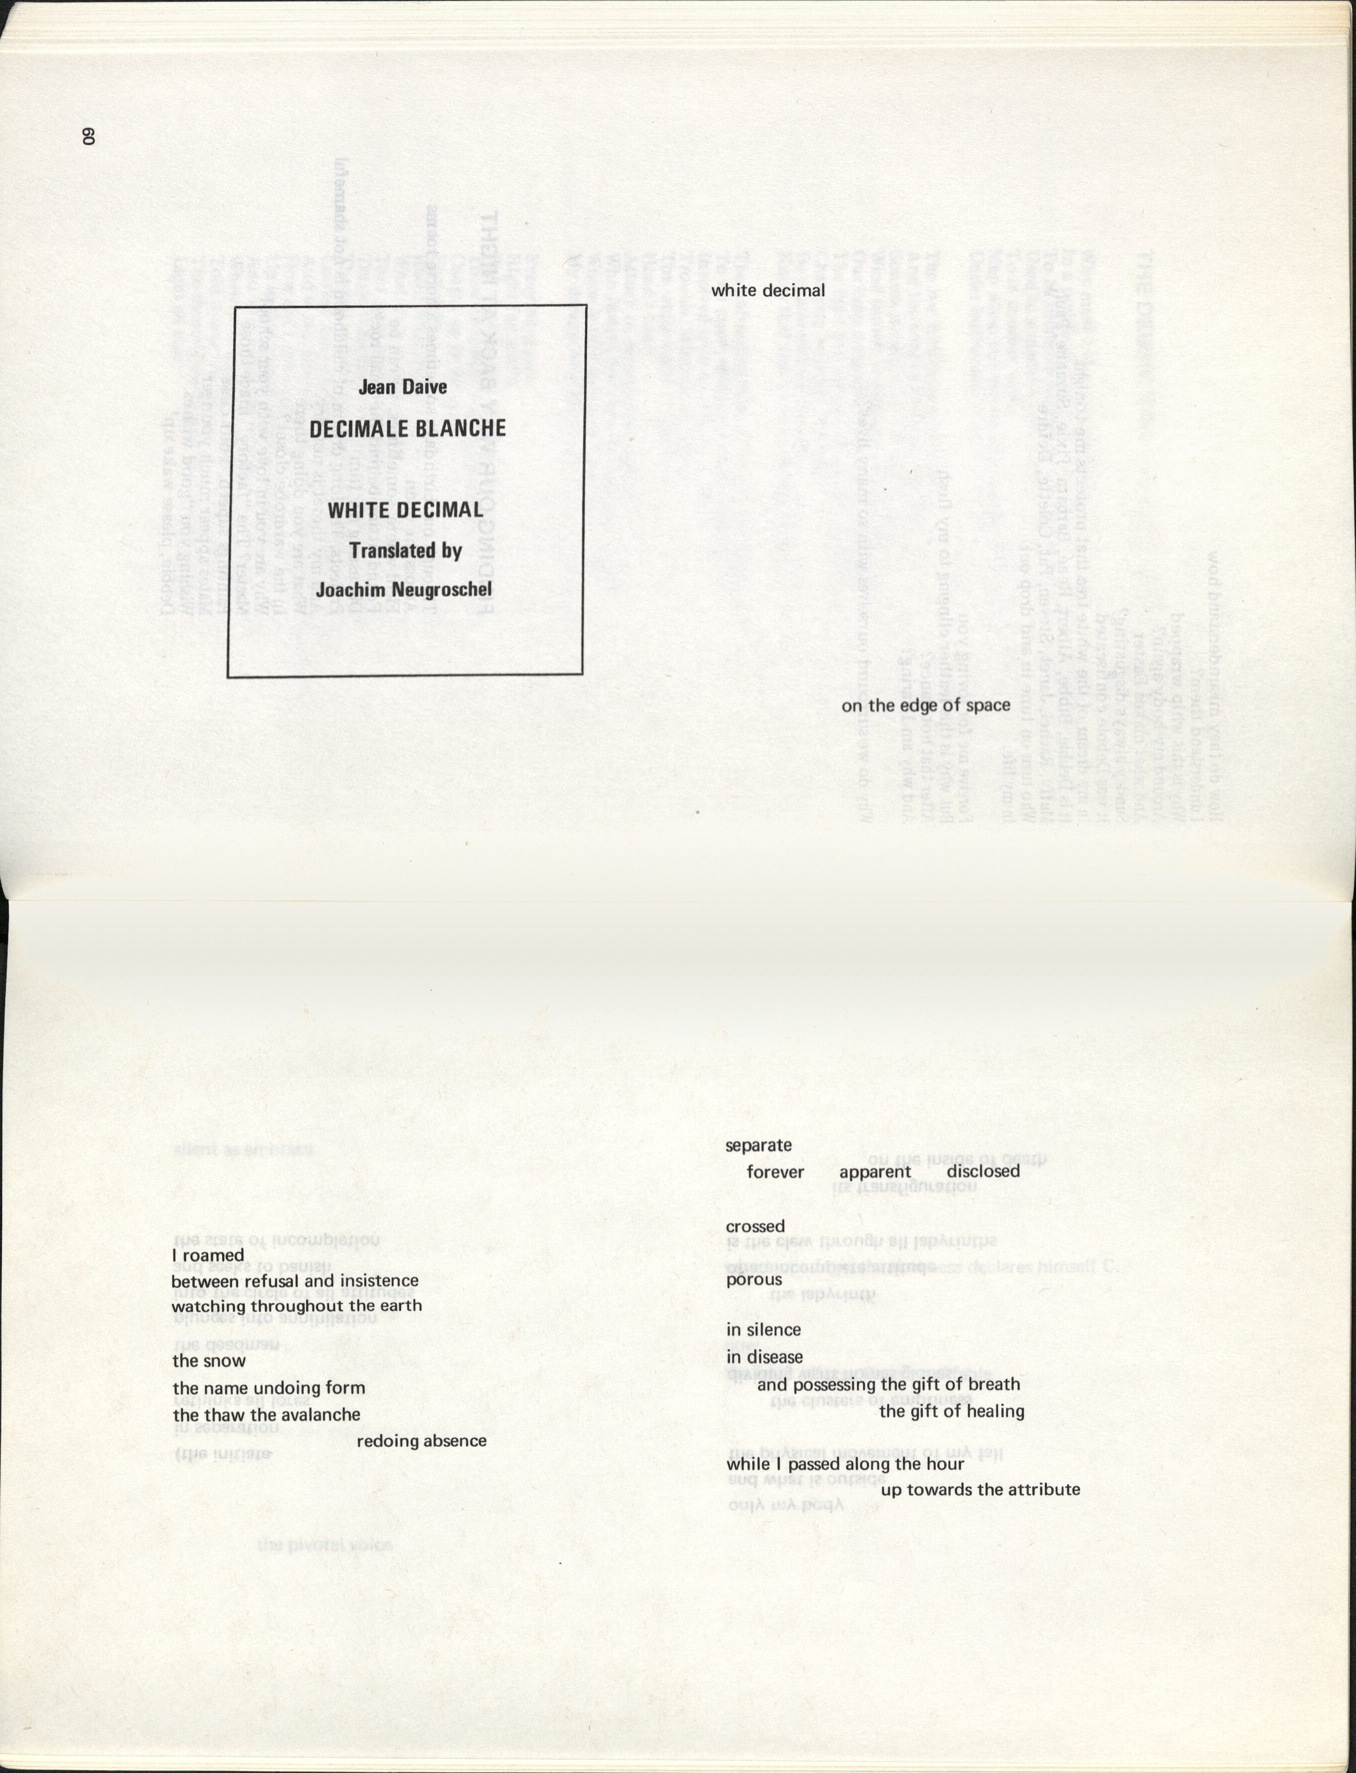 60
Jean Daive
DECIMALE BLANCHE
WHITE DECIMAL
Translated by
Joachim Neugroschel
white decimal
on the edge of space
I roamed
between refusal and insistence
watching throughout the earth
the snow
the name undoing form
the thaw the avalanche
redoing absence
separate
forever apparent disclosed
crossed
porous
in silence
in disease
and possessing the gift of breath
the gift of healing
while I passed along the hour
up towards the attribute